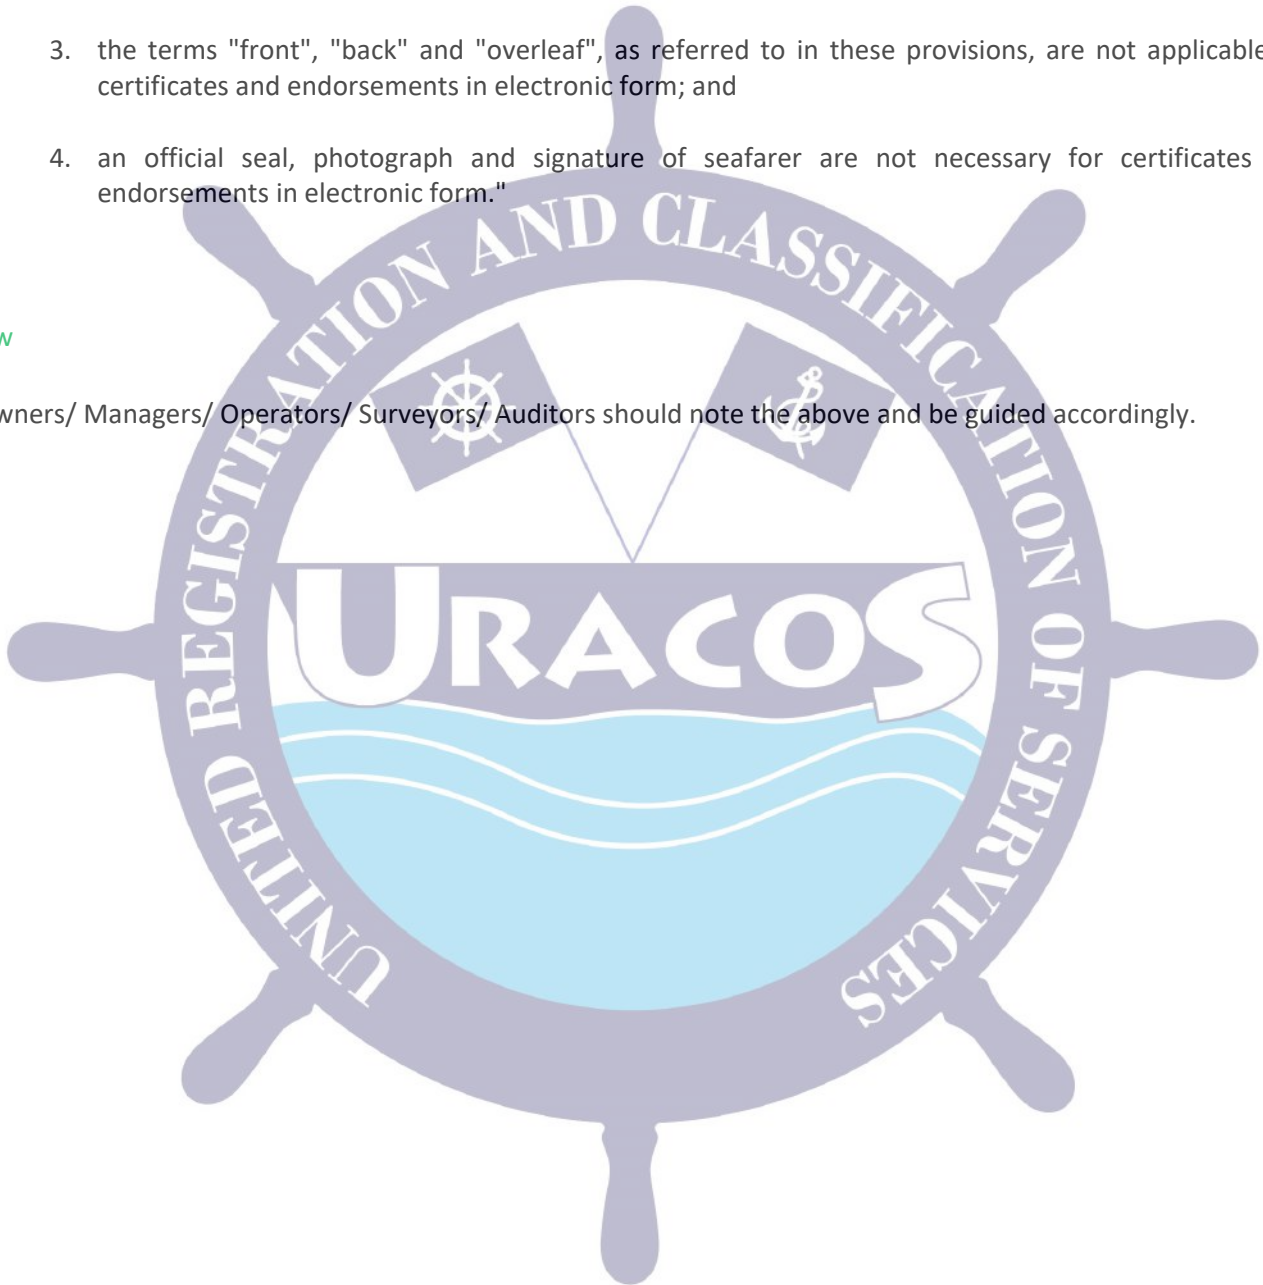 3. the terms "front", "back" and "overleaf", as referred to in these provisions, are not applicable
certificates and endorsements in electronic form; and
4. an official seal, photograph and signature of seafarer are not necessary for certificates
endorsements in electronic form."
w
wners/ Managers/ Operators/ Surveyors/ Auditors should note the above and be guided accordingly.
UNITED REGISTRATION AND CLASSIFICATION OF SERVICES
URACOS